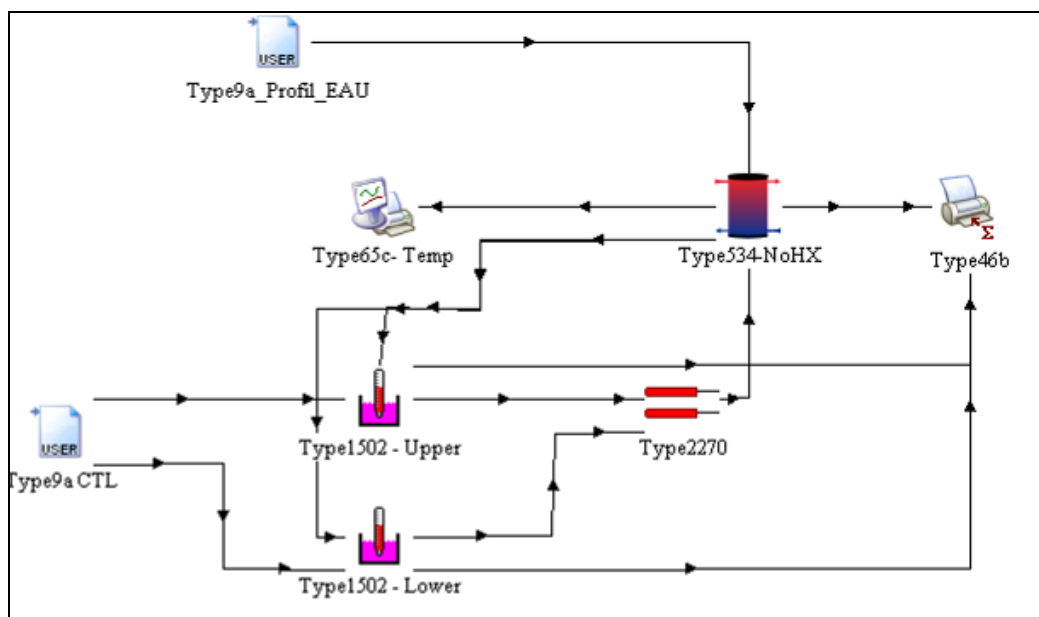 USER
Type9a_Profil_EAU
Type65c- Temp
Type534-NoHX
Type46b
Σ
USER
Type9a CTL
Type1502 - Upper
Type2270
Type1502 - Lower